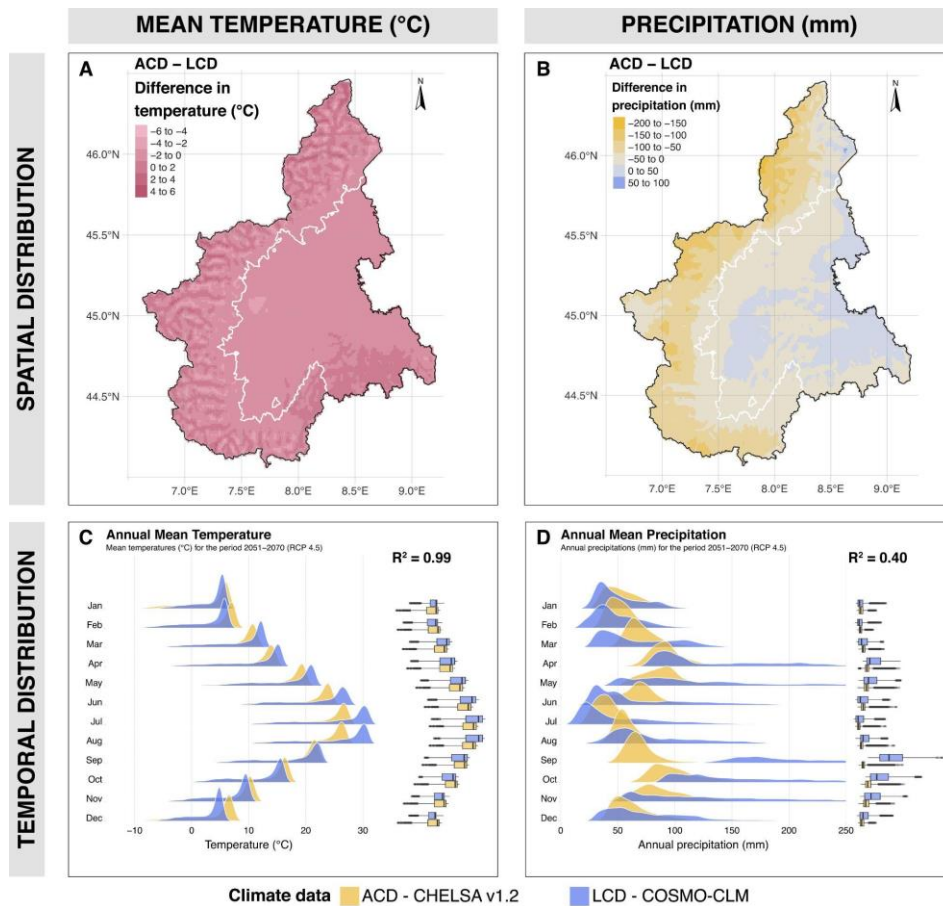 MEAN TEMPERATURE (°C)
PRECIPITATION (mm)
SPATIAL DISTRIBUTION
A
ACD – LCD
Difference in
temperature (°C)
−6 to −4
−4 to −2
−2 to 0
0 to 2
2 to 4
4 to 6
N
46.0°N
45.5°N
45.0°N
44.5°N
7.0°E 7.5°E 8.0°E 8.5°E 9.0°E
B
ACD – LCD
Difference in
precipitation (mm)
−200 to −150
−150 to −100
−100 to −50
−50 to 0
0 to 50
50 to 100
N
46.0°N
45.5°N
45.0°N
44.5°N
7.0°E 7.5°E 8.0°E 8.5°E 9.0°E
TEMPORAL DISTRIBUTION
C Annual Mean Temperature
Mean temperatures (°C) for the period 2051−2070 (RCP 4.5)
R² = 0.99
Jan
Feb
Mar
Apr
May
Jun
Jul
Aug
Sep
Oct
Nov
Dec
−10 0 10 20 30
Temperature (°C)
D Annual Mean Precipitation
Annual precipitations (mm) for the period 2051−2070 (RCP 4.5)
R² = 0.40
Jan
Feb
Mar
Apr
May
Jun
Jul
Aug
Sep
Oct
Nov
Dec
0 50 100 150 200 250
Annual precipitation (mm)
Climate data ACD - CHELSA v1.2 LCD - COSMO-CLM